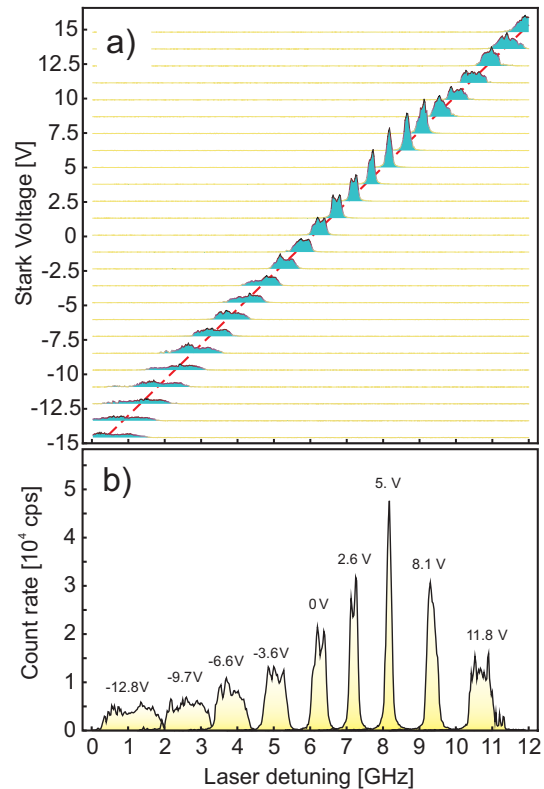 a)
Stark Voltage [V]
15
12.5
10
7.5
5
2.5
0
-2.5
-5
-7.5
-10
-12.5
-15
b)
Count rate [10⁴ cps]
5
4
3
2
1
0
-12.8V
-9.7V
-6.6V
-3.6V
0 V
2.6 V
5. V
8.1 V
11.8 V
0 1 2 3 4 5 6 7 8 9 10 11 12
Laser detuning [GHz]